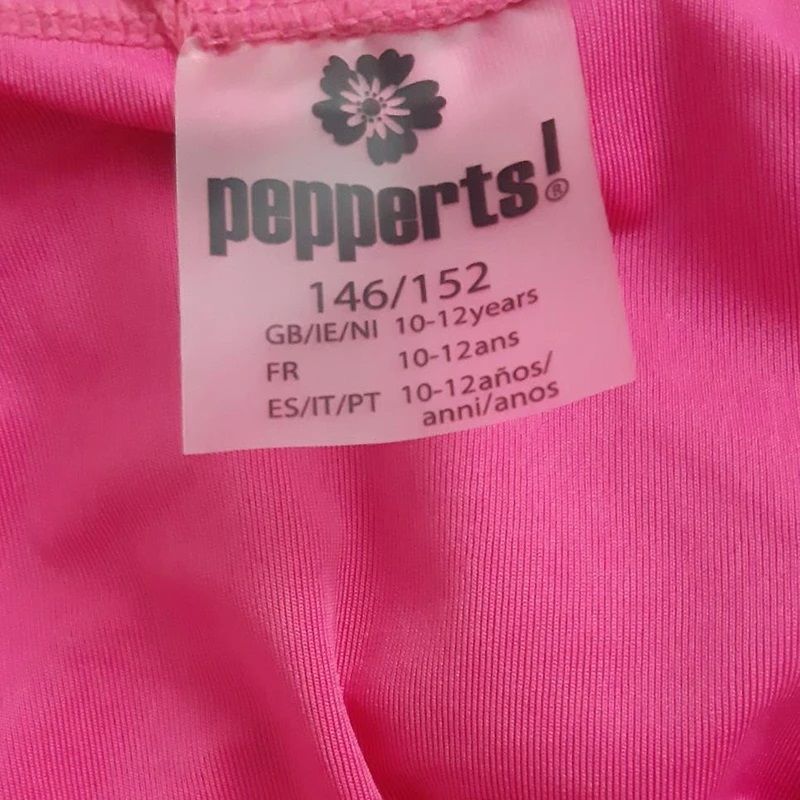 pepperts!®
146/152
GB/IE/NI 10-12years
FR 10-12ans
ES/IT/PT 10-12años/
anni/anos